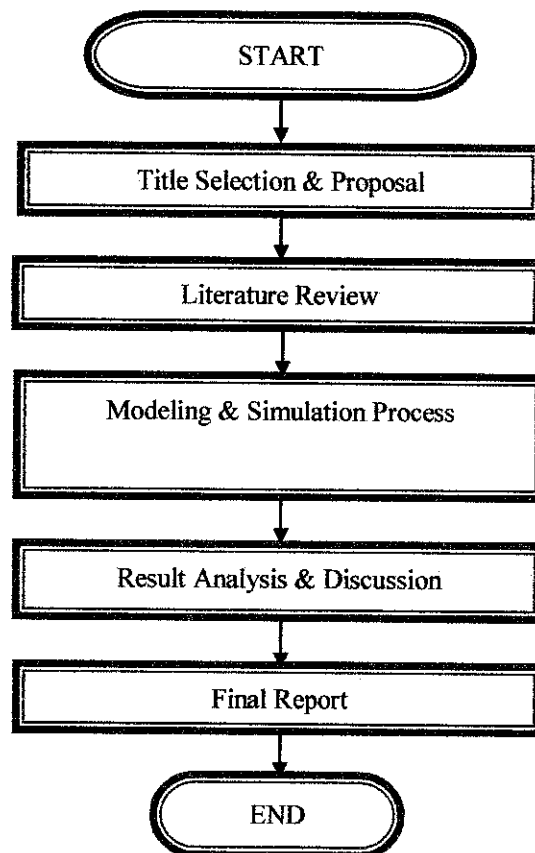 START
Title Selection & Proposal
Literature Review
Modeling & Simulation Process
Result Analysis & Discussion
Final Report
END